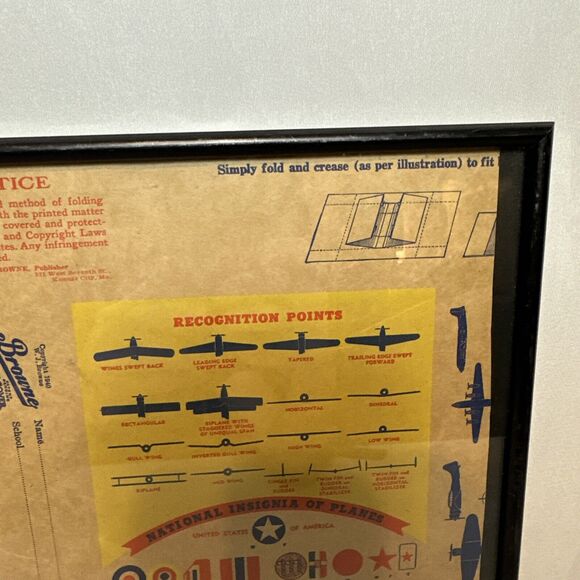 Simply fold and crease (as per illustration) to fit
TICE
method of folding
th the printed matter
covered and protect-
and Copyright Laws
tes. Any infringement
ed.
OWNE, Publisher
West Seventh St.
Kansas City, Mo.
Copyright 1940
W. J. Browne
Browne
Name
School
RECOGNITION POINTS
WINGS SWEPT BACK
LEADING EDGE
SWEPT BACK
TAPERED
TRAILING EDGE SWEPT
FORWARD
RECTANGULAR
BIPLANE WITH
STAGGERED WINGS
OF UNEQUAL SPAN
HORIZONTAL
DIHEDRAL
GULL WING
INVERTED GULL WING
HIGH WING
LOW WING
BIPLANE
MID WING
SINGLE FIN
AND
RUDDER
TWIN FIN AND
RUDDER on
DIHEDRAL
STABILIZER
TWIN FIN AND
RUDDER on
HORIZONTAL
STABILIZER
NATIONAL INSIGNIA OF PLANES
UNITED STATES OF AMERICA